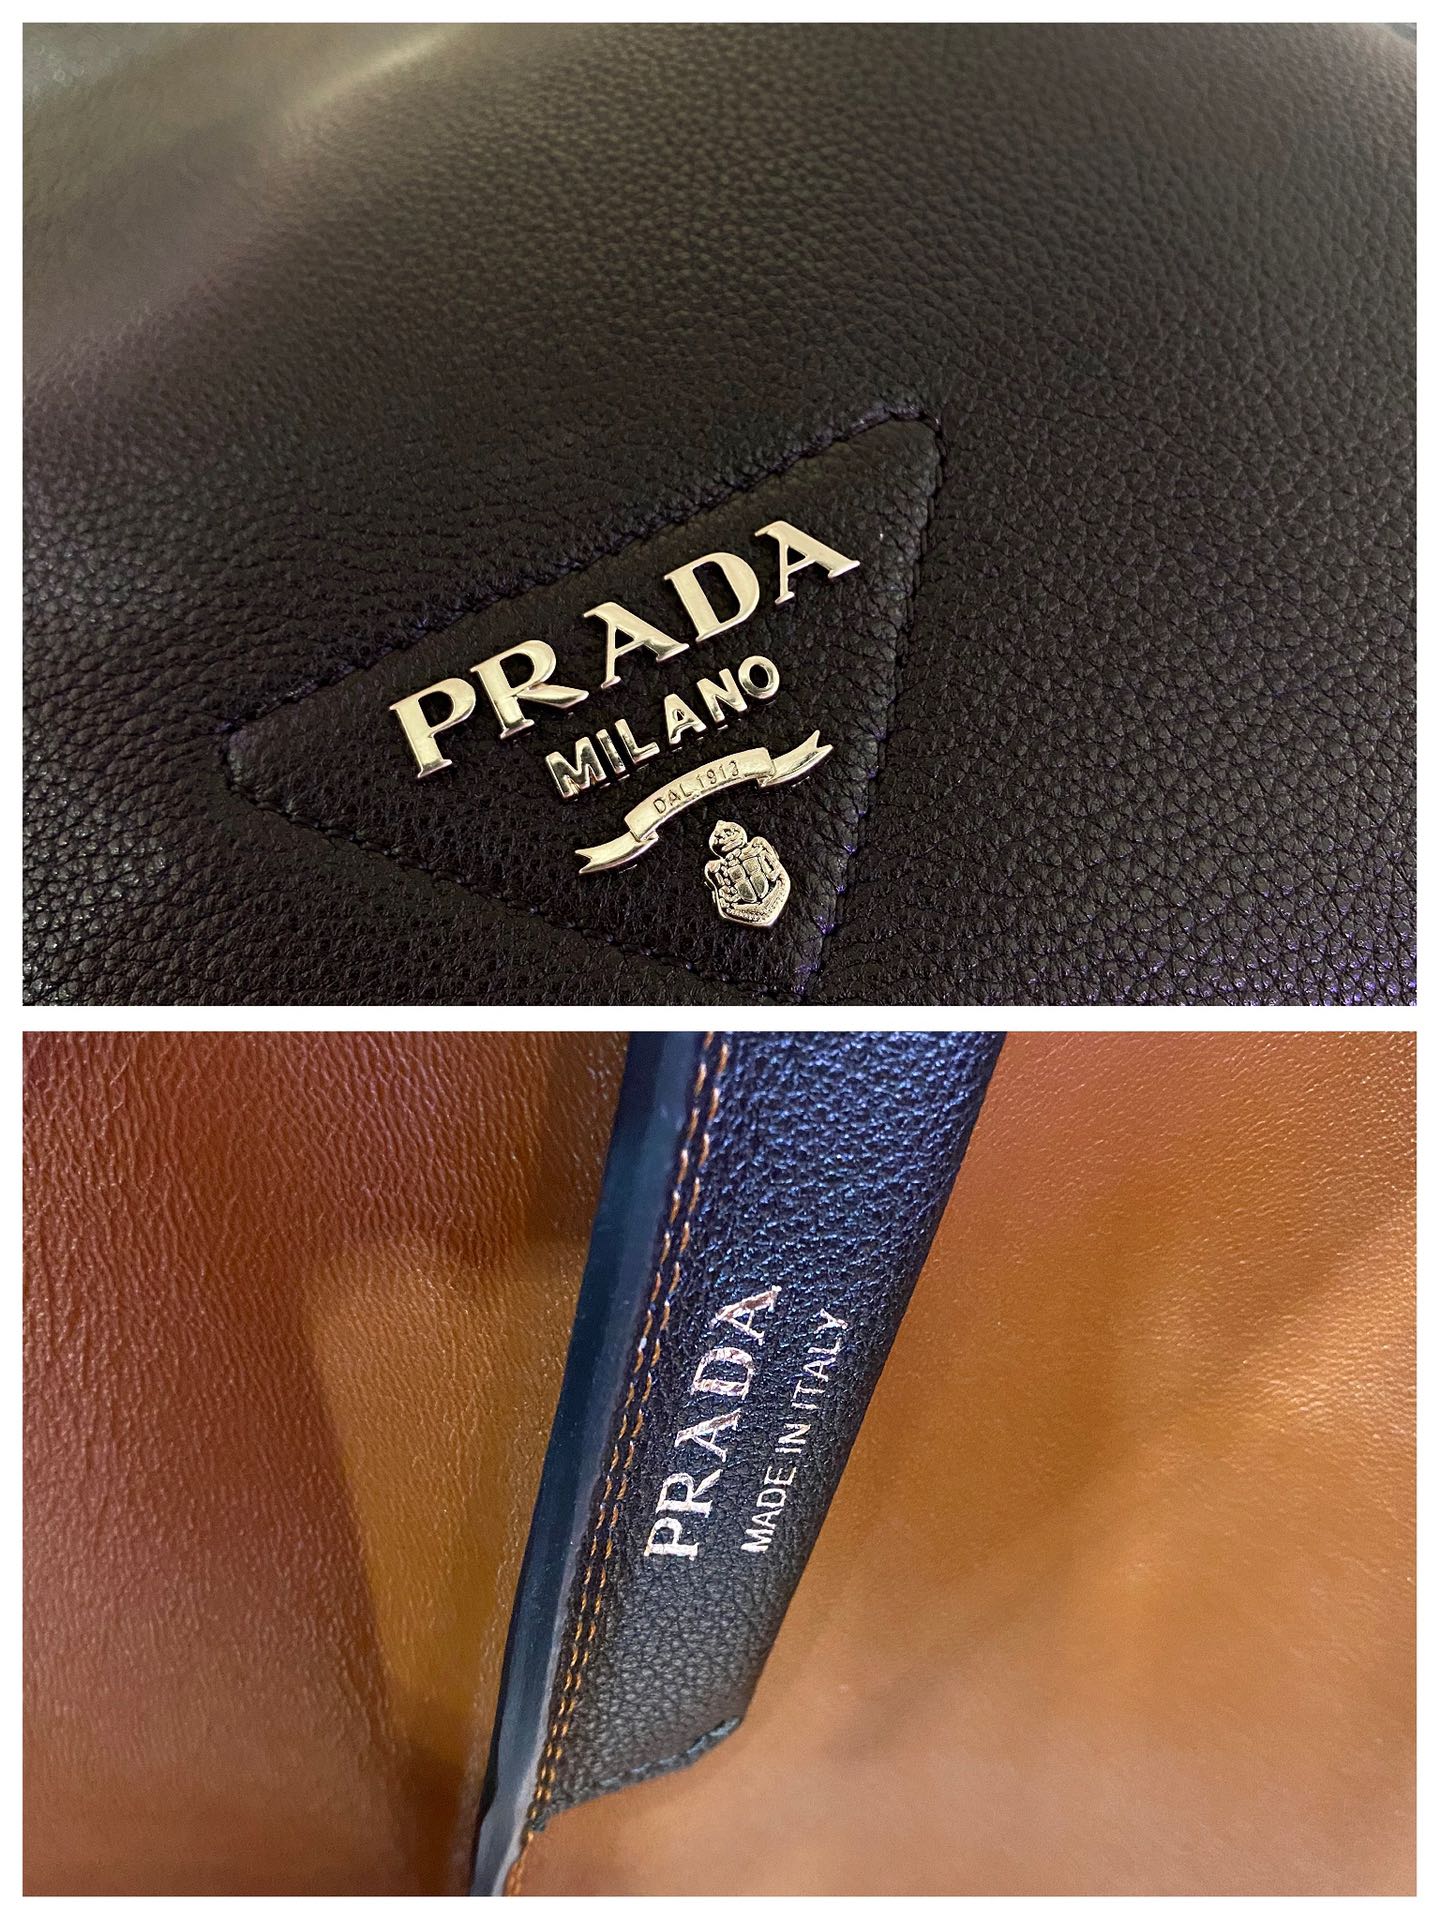 PRADA
MILANO
DAL 1913
PRADA
MADE IN ITALY